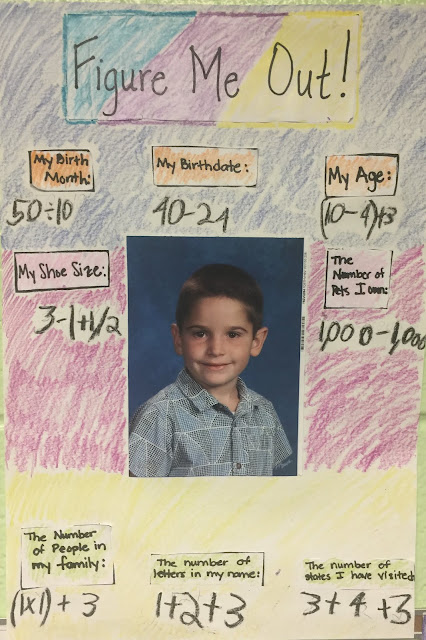 Figure Me Out!
My Birth
Month:
50÷10
My Birthdate:
40-24
My Age:
(10-4)+3
My Shoe Size:
3-1+1/2
The
Number of
Pets I own:
1,000-1,000
The Number
of People in
my family:
(1x1)+3
The number of
letters in my name:
1+2+3
The number of
states I have visited:
3+4+3